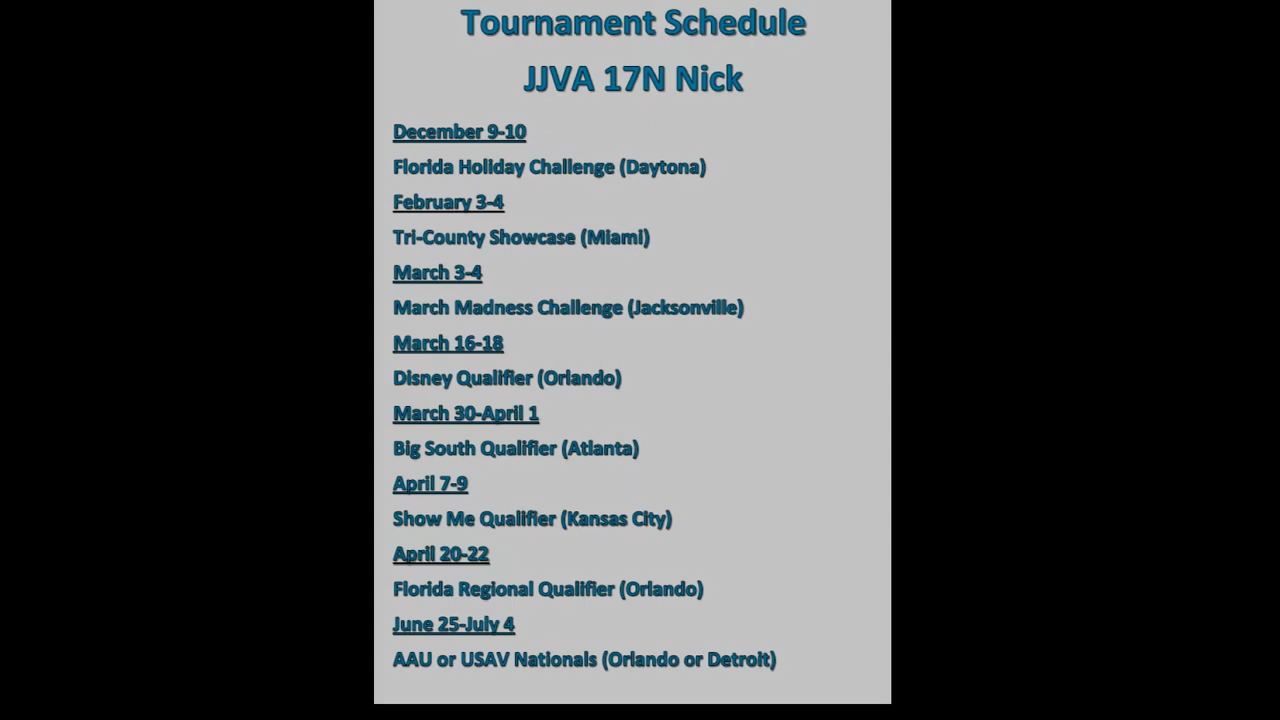 Tournament Schedule
JJVA 17N Nick
December 9-10
Florida Holiday Challenge (Daytona)
February 3-4
Tri-County Showcase (Miami)
March 3-4
March Madness Challenge (Jacksonville)
March 16-18
Disney Qualifier (Orlando)
March 30-April 1
Big South Qualifier (Atlanta)
April 7-9
Show Me Qualifier (Kansas City)
April 20-22
Florida Regional Qualifier (Orlando)
June 25-July 4
AAU or USAV Nationals (Orlando or Detroit)